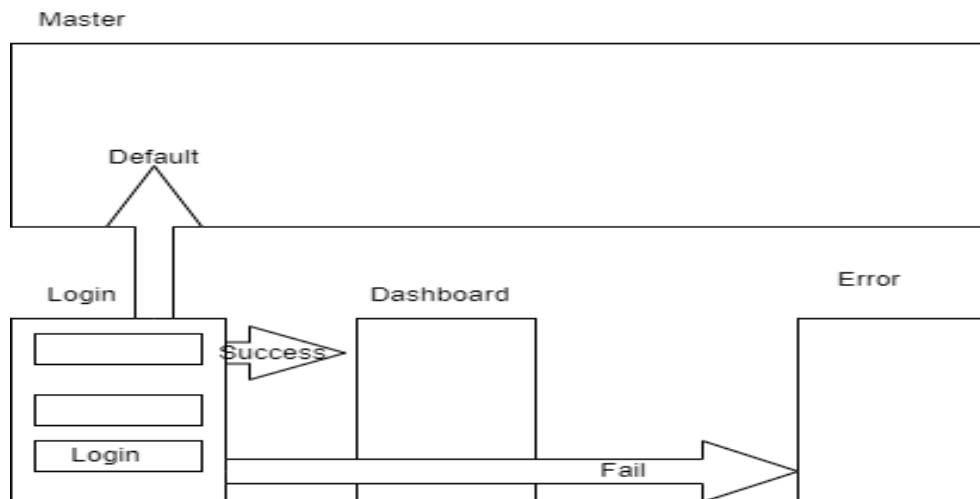 Master
Default
Login
Dashboard
Error
Success
Login
Fail